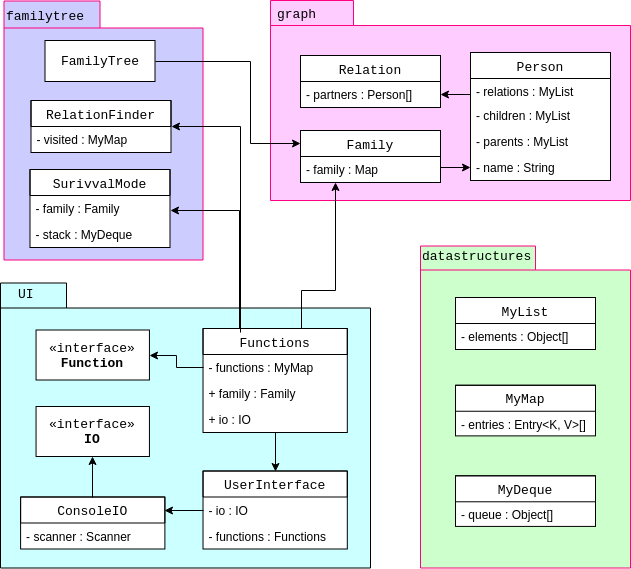 familytree
FamilyTree
RelationFinder
- visited : MyMap
SurivvalMode
- family : Family
- stack : MyDeque
graph
Relation
- partners : Person[]
Person
- relations : MyList
- children : MyList
- parents : MyList
- name : String
Family
- family : Map
UI
«interface»
Function
Functions
- functions : MyMap
+ family : Family
+ io : IO
«interface»
IO
ConsoleIO
- scanner : Scanner
UserInterface
- io : IO
- functions : Functions
datastructures
MyList
- elements : Object[]
MyMap
- entries : Entry<K, V>[]
MyDeque
- queue : Object[]